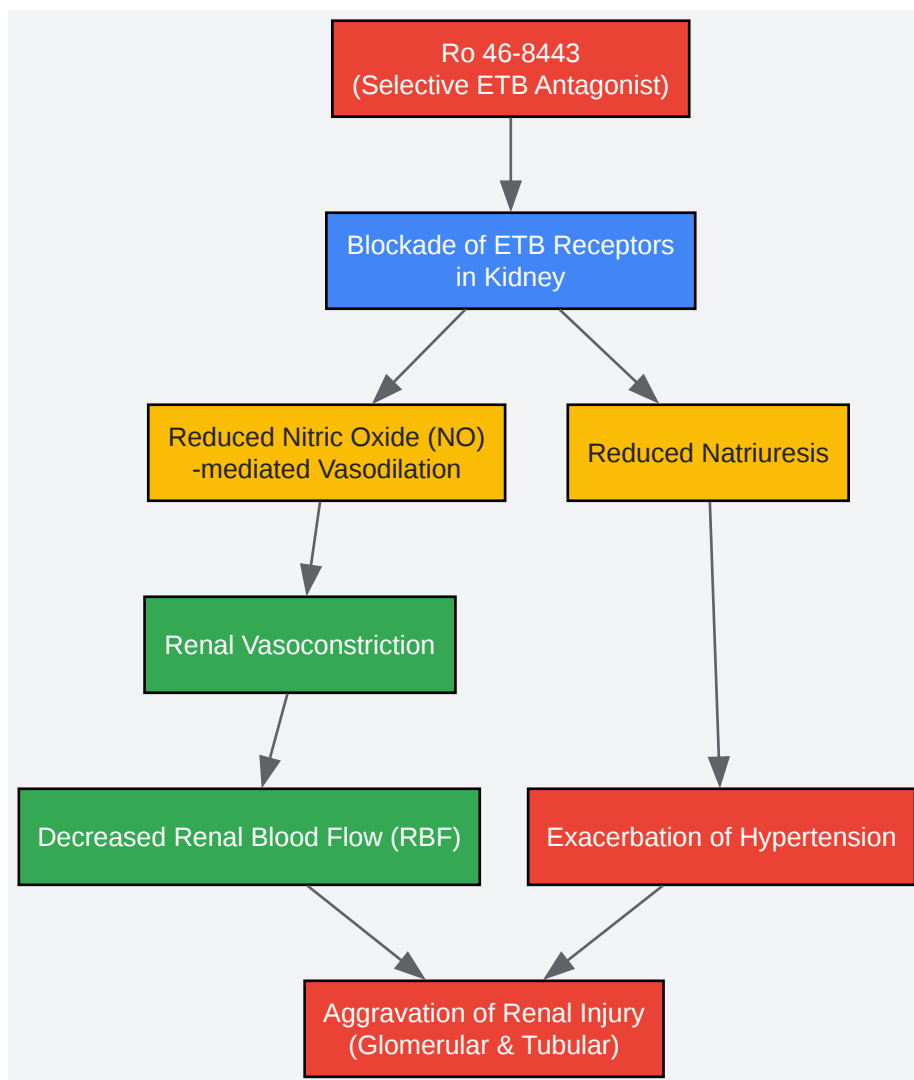 Ro 46-8443
(Selective ETB Antagonist)
Blockade of ETB Receptors
in Kidney
Reduced Nitric Oxide (NO)
-mediated Vasodilation
Reduced Natriuresis
Renal Vasoconstriction
Decreased Renal Blood Flow (RBF)
Exacerbation of Hypertension
Aggravation of Renal Injury
(Glomerular & Tubular)